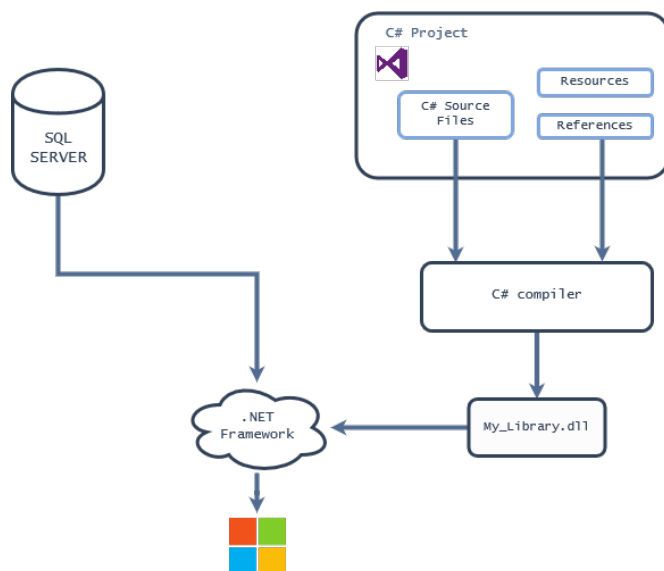 C# Project
Resources
C# Source
Files
References
SQL
SERVER
C# compiler
.NET
Framework
My_Library.dll